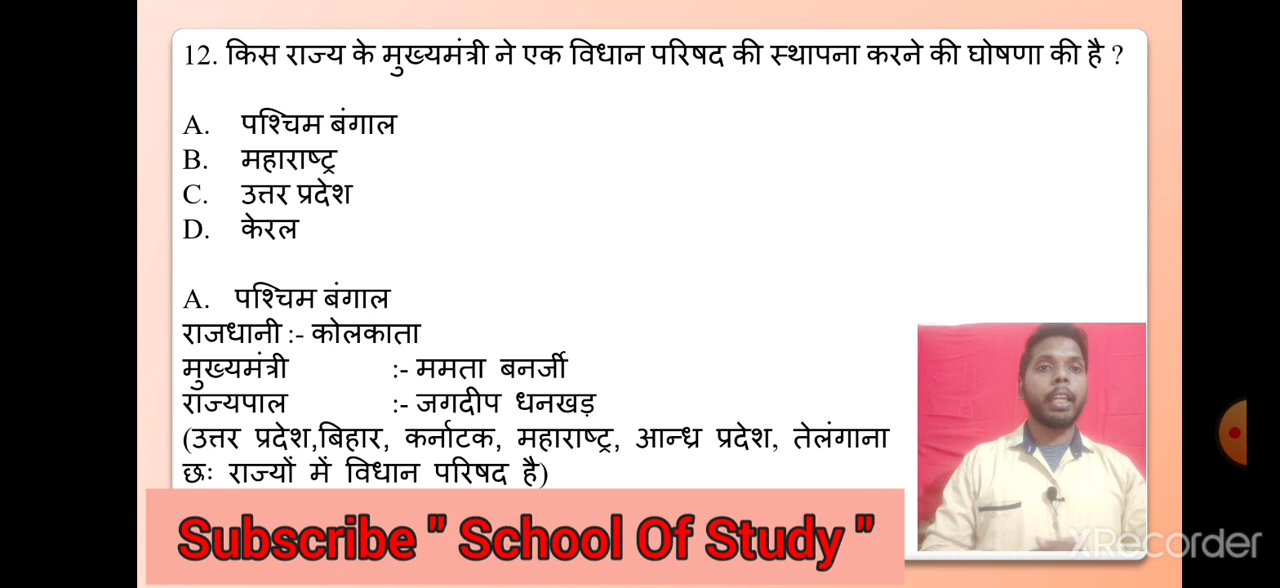 12. किस राज्य के मुख्यमंत्री ने एक विधान परिषद की स्थापना करने की घोषणा की है ?
A. पश्चिम बंगाल
B. महाराष्ट्र
C. उत्तर प्रदेश
D. केरल
A. पश्चिम बंगाल
राजधानी :- कोलकाता
मुख्यमंत्री :- ममता बनर्जी
राज्यपाल :- जगदीप धनखड़
(उत्तर प्रदेश,बिहार, कर्नाटक, महाराष्ट्र, आन्ध्र प्रदेश, तेलंगाना
छः राज्यों में विधान परिषद है)
Subscribe " School Of Study "
XRecorder